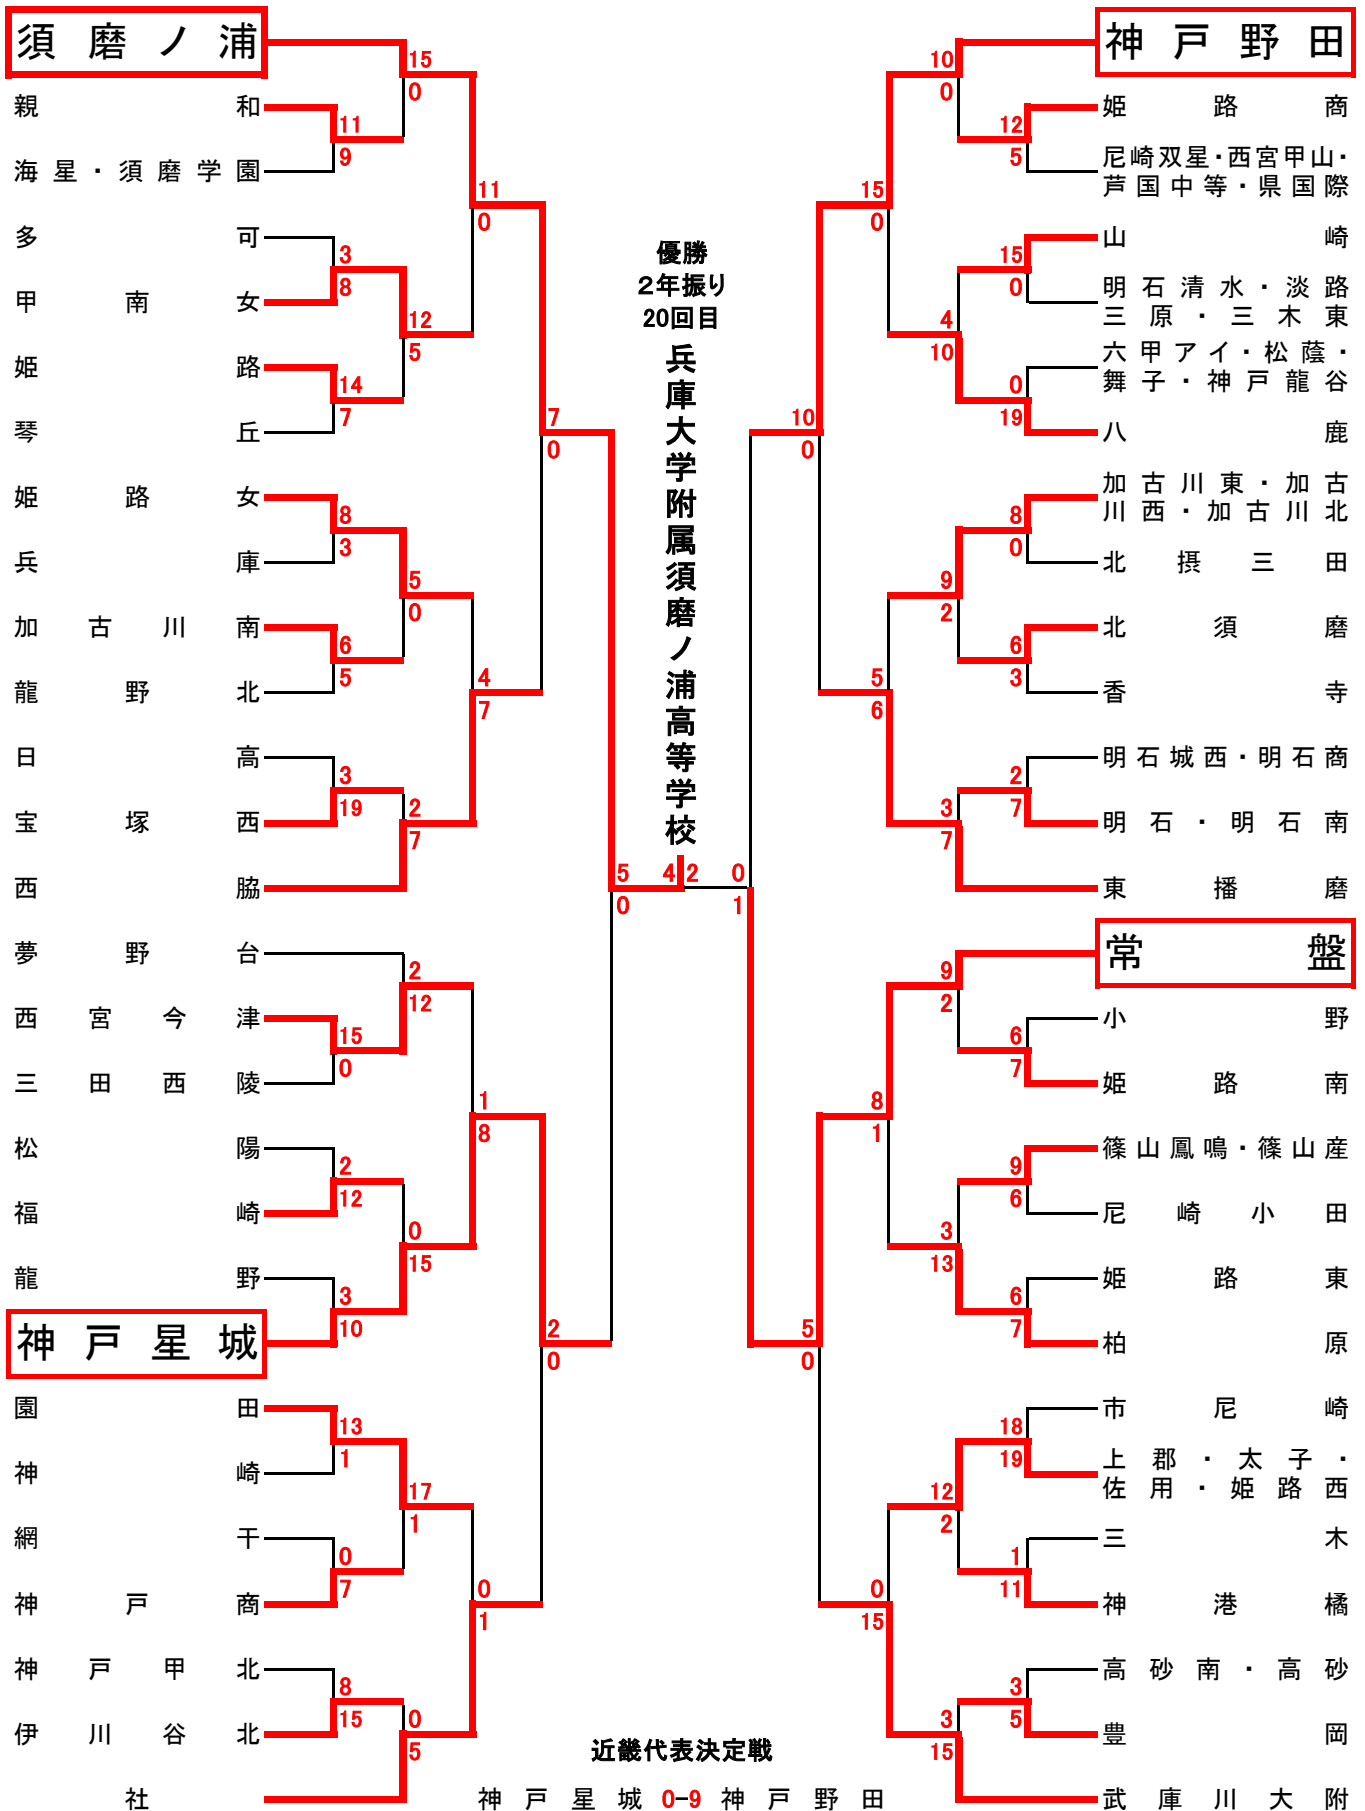 須磨ノ浦
親和
海星・須磨学園
多可
甲南女
姫路
琴丘
姫路女
兵庫
加古川南
龍野北
日高
宝塚西
西脇
夢野台
西宮今津
三田西陵
松陽
福崎
龍野
神戸星城
園田
神崎
網干
神戸商
神戸甲北
伊川谷北
社
15
0
11
9
3
8
12
5
14
7
11
0
8
3
5
0
6
5
3
19
2
7
4
7
7
0
2
12
15
0
2
12
0
15
3
10
1
8
13
1
17
1
0
7
8
15
0
5
0
1
2
0
5
0
優勝
2年振り
20回目
兵庫大学附属須磨ノ浦高等学校
4 2
0
1
10
0
12
5
15
0
15
0
4
10
0
19
10
0
8
0
9
2
6
3
5
6
2
7
3
7
9
2
6
7
8
1
9
6
3
13
6
7
5
0
18
19
12
2
1
11
0
15
3
5
3
15
神戸野田
姫路商
尼崎双星・西宮甲山・
芦国中等・県国際
山崎
明石清水・淡路
三原・三木東
六甲アイ・松蔭・
舞子・神戸龍谷
八鹿
加古川東・加古
川西・加古川北
北摂三田
北須磨
香寺
明石城西・明石商
明石・明石南
東播磨
常盤
小野
姫路南
篠山鳳鳴・篠山産
尼崎小田
姫路東
柏原
市尼崎
上郡・太子・
佐用・姫路西
三木
神港橘
高砂南・高砂
豊岡
武庫川大附
近畿代表決定戦
神戸星城 0-9 神戸野田